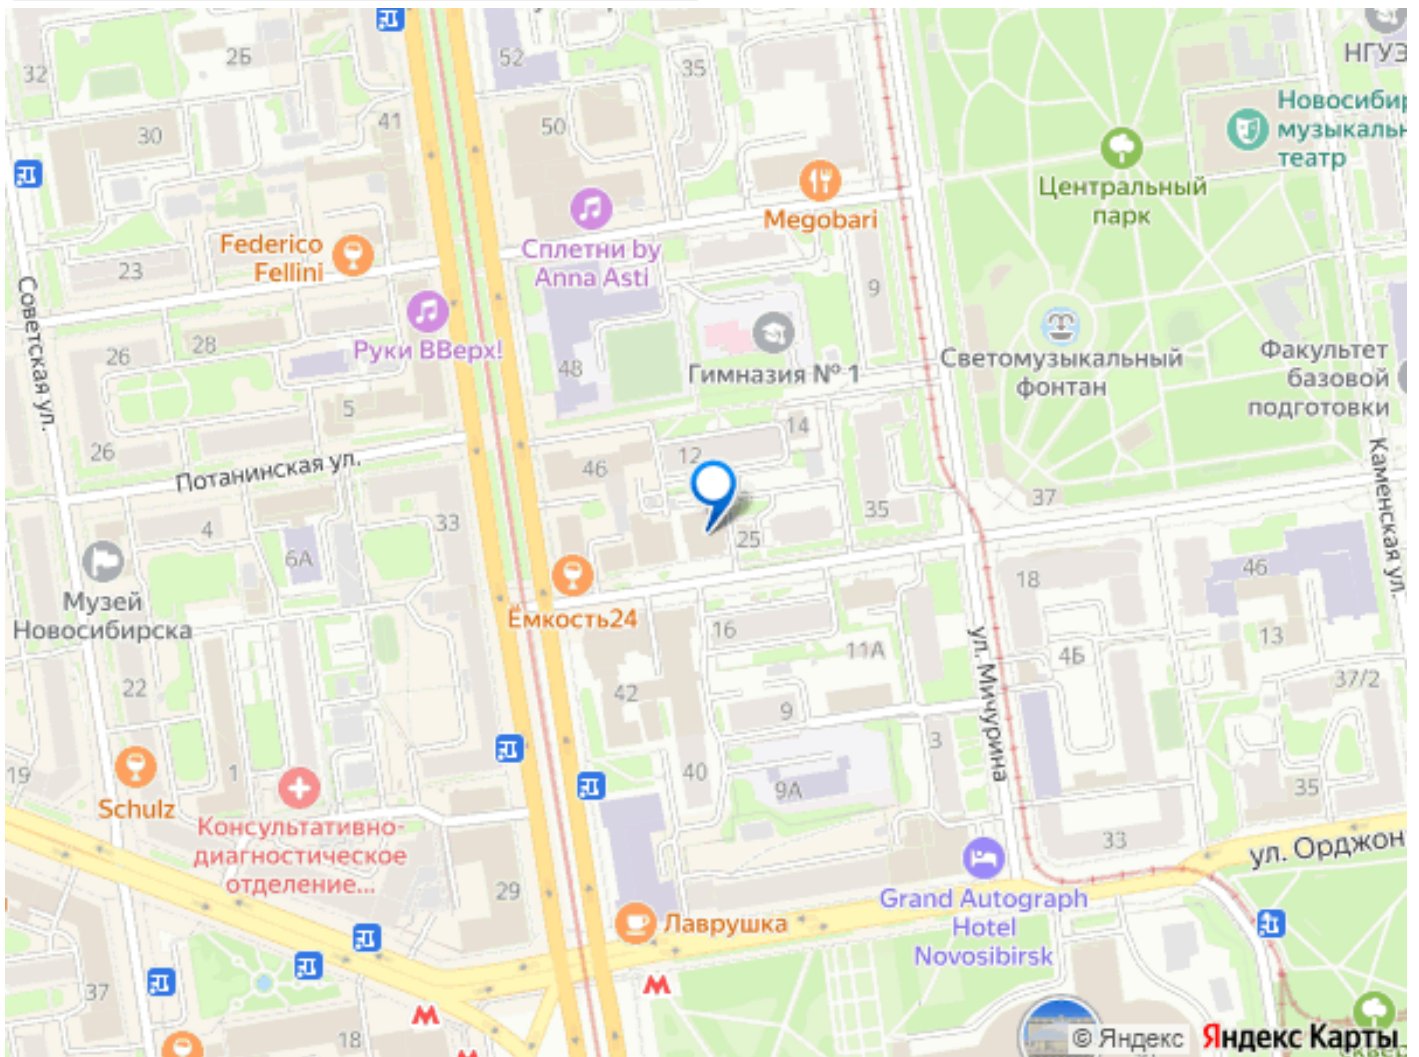 32
26
52
35
НГУЭ
30
41
50
Новосибир
музыкальн
театр
Megobari
Центральный
парк
Federico
Fellini
Сплетни by
Anna Asti
23
9
Советская ул.
Руки ВВерх!
28
26
48
Гимназия № 1
Светомузыкальный
фонтан
Факультет
базовой
подготовки
5
26
14
12
46
Потанинская ул.
Каменская ул.
37
35
33
4
25
6А
Музей
Новосибирска
Ёмкость24
18
46
16
11А
ул. Мичурина
4Б
13
22
42
9
37/2
3
19
1
40
9А
35
Schulz
Консультативно-
диагностическое
отделение...
33
ул. Орджон
29
Grand Autograph
Hotel
Novosibirsk
Лаврушка
37
18
© Яндекс
Яндекс Карты